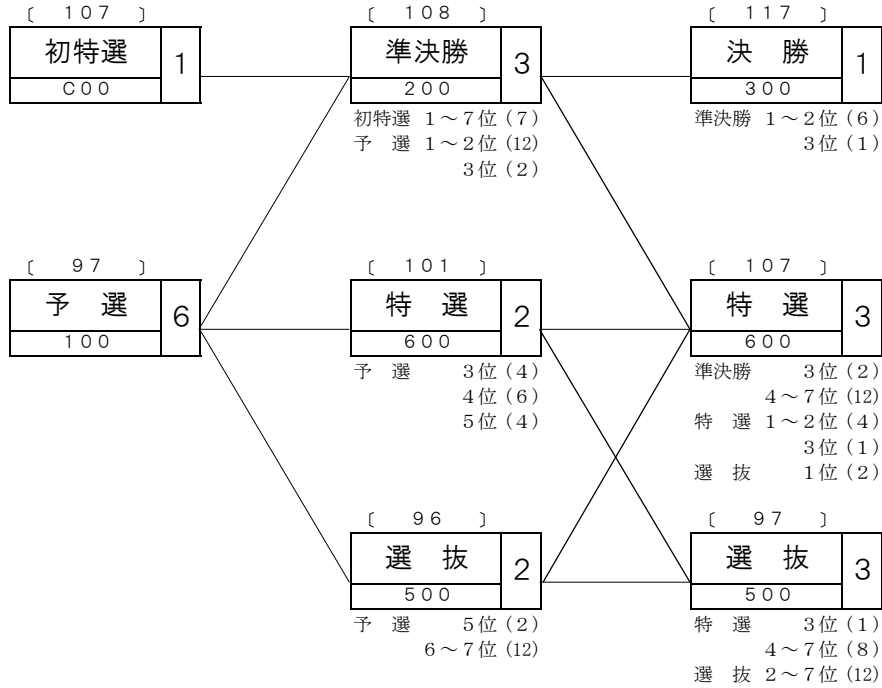 〔 １０７ 〕 〔 １０８ 〕 〔 １１７ 〕
初特選 1 準決勝 3 決 勝 1
Ｃ００ ２００ ３００
初特選 １～７位(７) 準決勝 １～２位(６)
予 選 １～２位(12) ３位(１)
３位(２)
〔 ９７ 〕 〔 １０１ 〕 〔 １０７ 〕
予 選 6 特 選 2 特 選 3
１００ ６００ ６００
予 選 ３位(４) 準決勝 ３位(２)
４位(６) ４～７位(12)
５位(４) 特 選 １～２位(４)
３位(１)
選 抜 １位(２)
〔 ９６ 〕 〔 ９７ 〕
選 抜 2 選 抜 3
５００ ５００
予 選 ５位(２) 特 選 ３位(１)
６～７位(12) ４～７位(８)
選 抜 ２～７位(12)